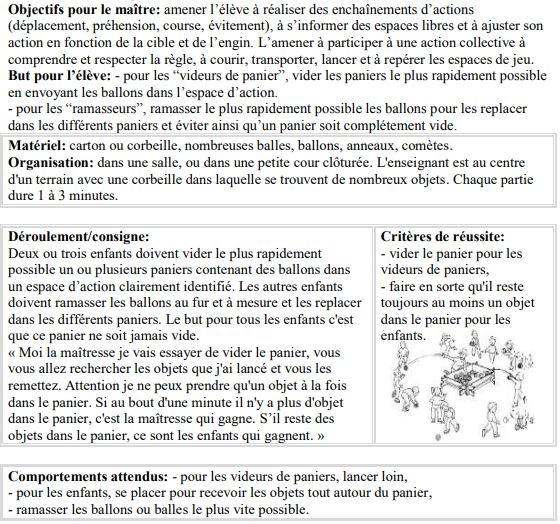 Objectifs pour le maître: amener l'élève à réaliser des enchaînements d'actions
(déplacement, préhension, course, évitement), à s'informer des espaces libres et à ajuster son
action en fonction de la cible et de l'engin. L'amener à participer à une action collective à
comprendre et respecter la règle, à courir, transporter, lancer et à repérer les espaces de jeu.
But pour l'élève: - pour les "videurs de panier", vider les paniers le plus rapidement possible
en envoyant les ballons dans l'espace d'action.
- pour les "ramasseurs", ramasser le plus rapidement possible les ballons pour les replacer
dans les différents paniers et éviter ainsi qu'un panier soit complétement vide.
Matériel: carton ou corbeille, nombreuses balles, ballons, anneaux, comètes.
Organisation: dans une salle, ou dans une petite cour clôturée. L'enseignant est au centre
d'un terrain avec une corbeille dans laquelle se trouvent de nombreux objets. Chaque partie
dure 1 à 3 minutes.
Déroulement/consigne:
Deux ou trois enfants doivent vider le plus rapidement
possible un ou plusieurs paniers contenant des ballons dans
un espace d'action clairement identifié. Les autres enfants
doivent ramasser les ballons au fur et à mesure et les replacer
dans les différents paniers. Le but pour tous les enfants c'est
que ce panier ne soit jamais vide.
« Moi la maîtresse je vais essayer de vider le panier, vous
vous allez rechercher les objets que j'ai lancé et vous les
remettez. Attention je ne peux prendre qu'un objet à la fois
dans le panier. Si au bout d'une minute il n'y a plus d'objet
dans le panier, c'est la maîtresse qui gagne. S'il reste des
objets dans le panier, ce sont les enfants qui gagnent. »
Critères de réussite:
- vider le panier pour les
videurs de paniers,
- faire en sorte qu'il reste
toujours au moins un objet
dans le panier pour les
enfants.
Comportements attendus: - pour les videurs de paniers, lancer loin,
- pour les enfants, se placer pour recevoir les objets tout autour du panier,
- ramasser les ballons ou balles le plus vite possible.